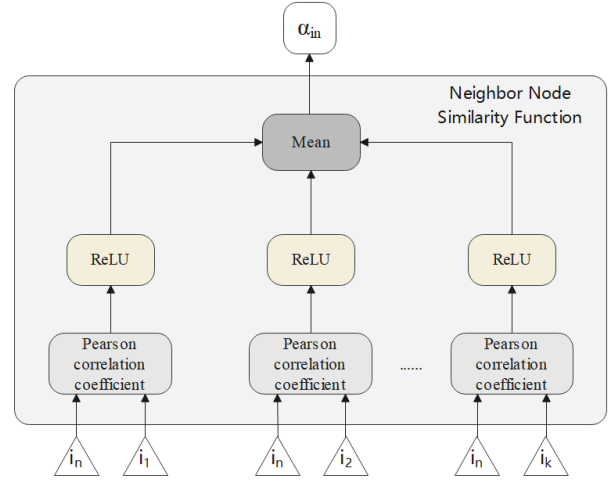 αin
Neighbor Node
Similarity Function
Mean
ReLU
ReLU
ReLU
Pearson
correlation
coefficient
Pearson
correlation
coefficient
......
Pearson
correlation
coefficient
in
i1
in
i2
in
ik